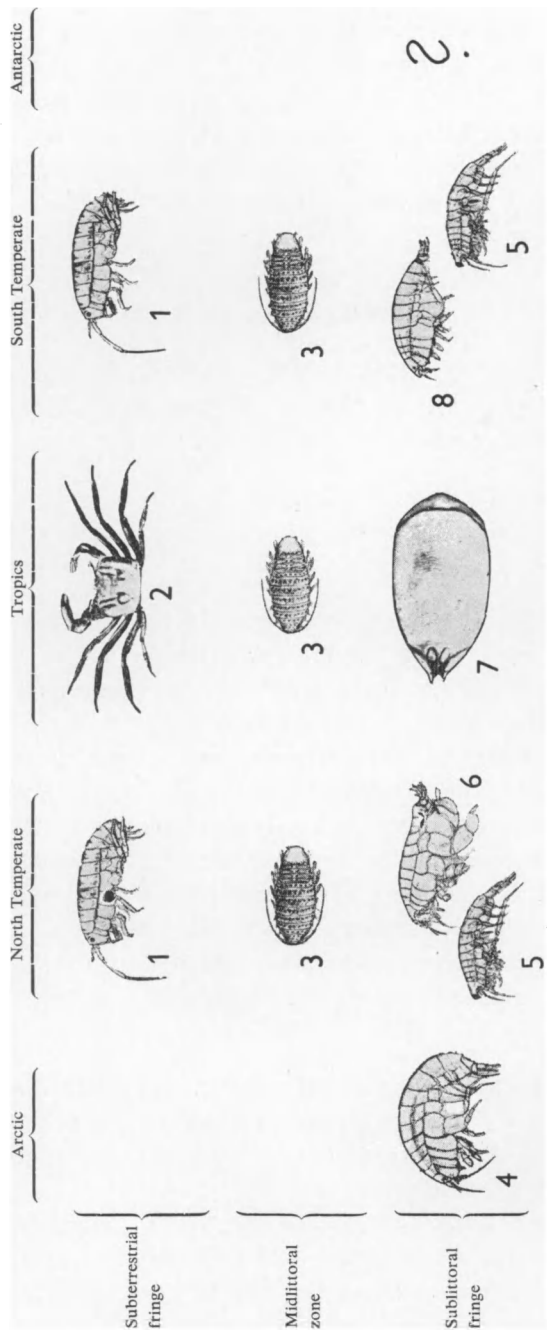 Arctic
North Temperate
Tropics
South Temperate
Antarctic
Subterrestrial
fringe
1
2
1
Midlittoral
zone
3
3
3
Sublittoral
fringe
4
5
6
7
8
5
?